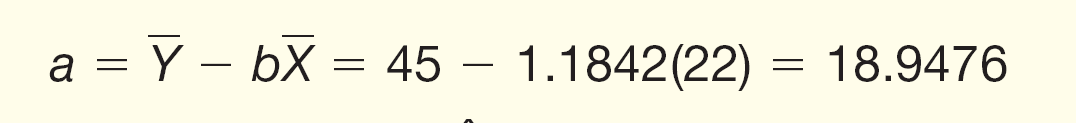 a = Y̅ − bX̅ = 45 − 1.1842(22) = 18.9476